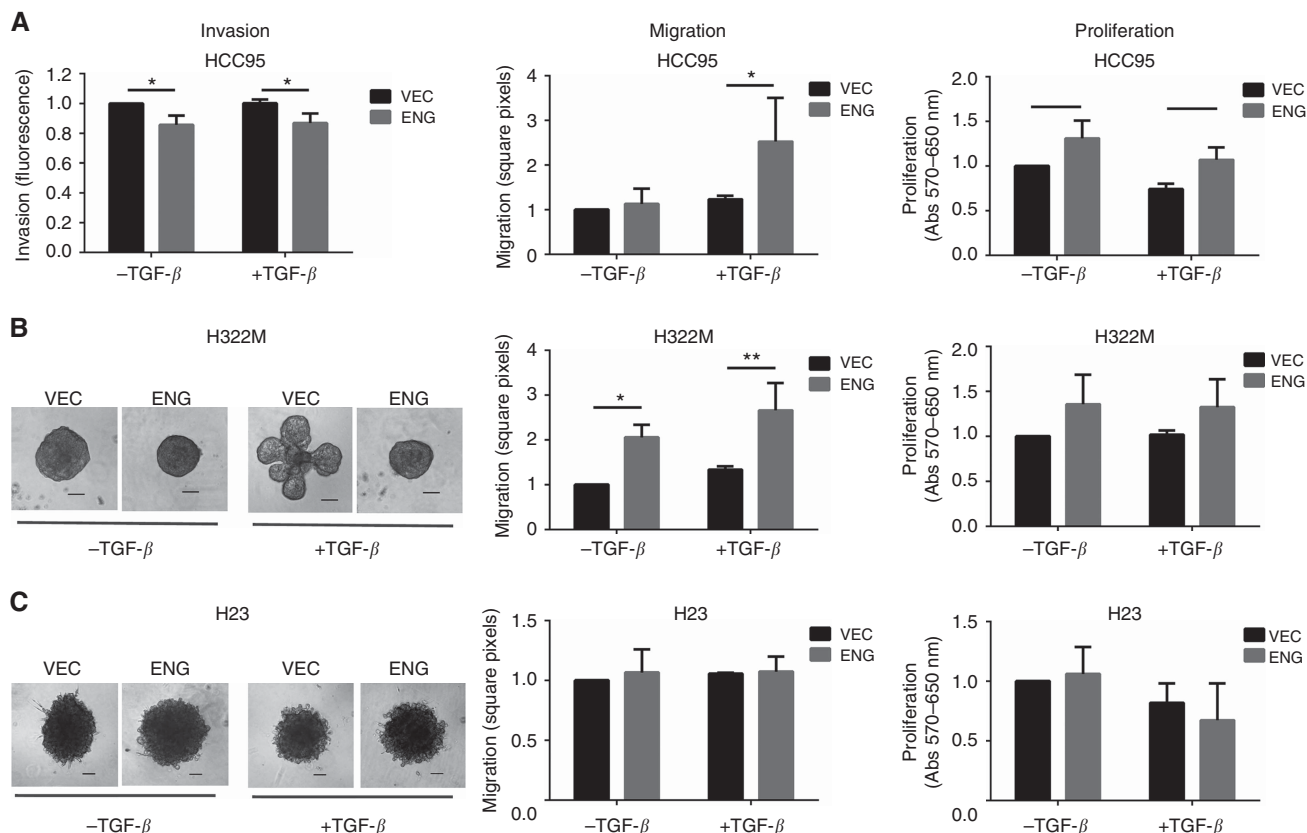 A
Invasion
HCC95
1.2
1.0
0.8
0.6
0.4
0.2
0.0
Invasion (fluorescence)
*
*
VEC
ENG
–TGF-β
+TGF-β
Migration
HCC95
4
3
2
1
0
Migration (square pixels)
*
VEC
ENG
–TGF-β
+TGF-β
Proliferation
HCC95
2.0
1.5
1.0
0.5
0.0
Proliferation
(Abs 570–650 nm)
VEC
ENG
–TGF-β
+TGF-β
B
H322M
VEC
ENG
VEC
ENG
–TGF-β
+TGF-β
H322M
4
3
2
1
0
Migration (square pixels)
*
**
VEC
ENG
–TGF-β
+TGF-β
H322M
2.0
1.5
1.0
0.5
0.0
Proliferation
(Abs 570–650 nm)
VEC
ENG
–TGF-β
+TGF-β
C
H23
VEC
ENG
VEC
ENG
–TGF-β
+TGF-β
H23
1.5
1.0
0.5
0.0
Migration (square pixels)
VEC
ENG
–TGF-β
+TGF-β
H23
1.5
1.0
0.5
0.0
Proliferation
(Abs 570–650 nm)
VEC
ENG
–TGF-β
+TGF-β